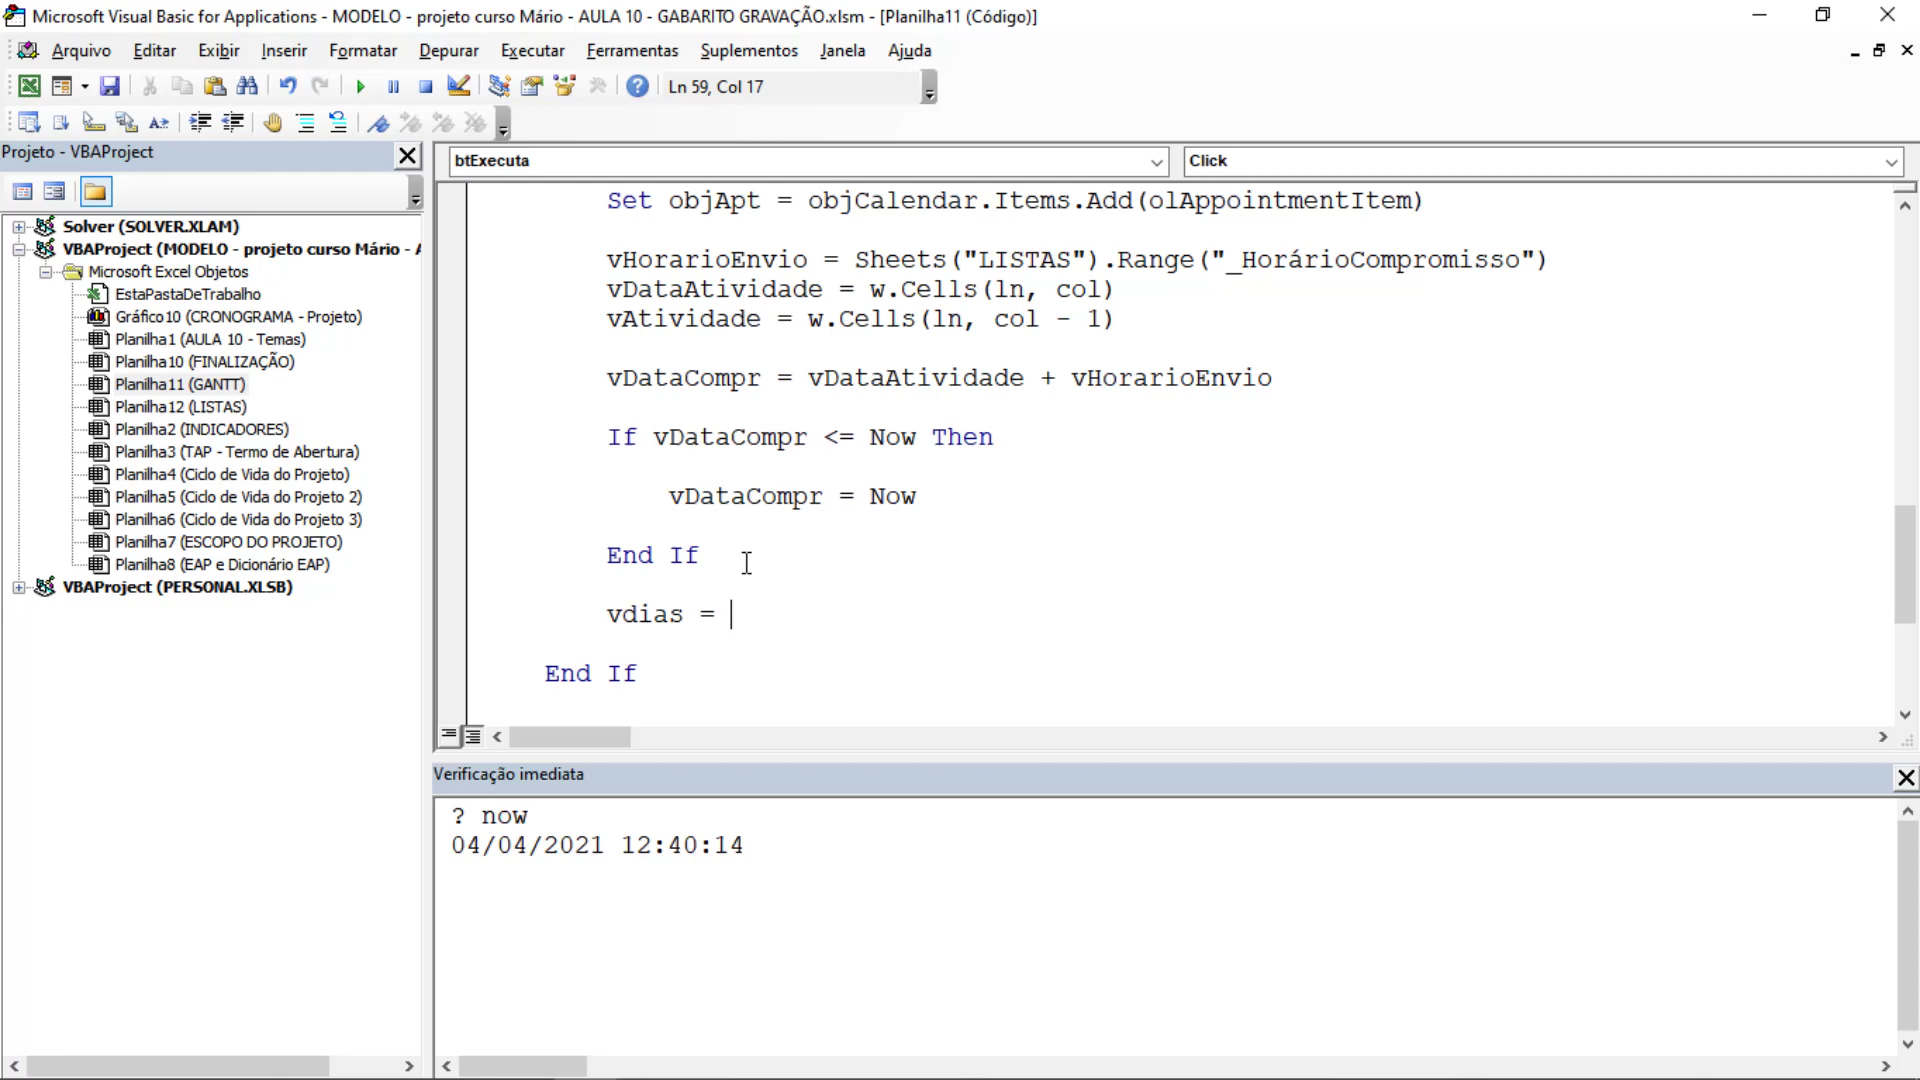 Microsoft Visual Basic for Applications - MODELO - projeto curso Mário - AULA 10 - GABARITO GRAVAÇÃO.xlsm - [Planilha11 (Código)]
Arquivo Editar Exibir Inserir Formatar Depurar Executar Ferramentas Suplementos Janela Ajuda
Ln 59, Col 17
Projeto - VBAProject
Solver (SOLVER.XLAM)
VBAProject (MODELO - projeto curso Mário - A
Microsoft Excel Objetos
EstaPastaDeTrabalho
Gráfico10 (CRONOGRAMA - Projeto)
Planilha1 (AULA 10 - Temas)
Planilha10 (FINALIZAÇÃO)
Planilha11 (GANTT)
Planilha12 (LISTAS)
Planilha2 (INDICADORES)
Planilha3 (TAP - Termo de Abertura)
Planilha4 (Ciclo de Vida do Projeto)
Planilha5 (Ciclo de Vida do Projeto 2)
Planilha6 (Ciclo de Vida do Projeto 3)
Planilha7 (ESCOPO DO PROJETO)
Planilha8 (EAP e Dicionário EAP)
VBAProject (PERSONAL.XLSB)
btExecuta
Click
Set objApt = objCalendar.Items.Add(olAppointmentItem)
vHorarioEnvio = Sheets("LISTAS").Range("_HorárioCompromisso")
vDataAtividade = w.Cells(ln, col)
vAtividade = w.Cells(ln, col - 1)
vDataCompr = vDataAtividade + vHorarioEnvio
If vDataCompr <= Now Then
vDataCompr = Now
End If
vdias =
End If
Verificação imediata
? now
04/04/2021 12:40:14